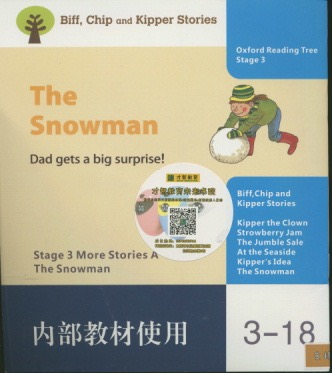 Biff, Chip and Kipper Stories
Oxford Reading Tree
Stage 3
The
Snowman
Dad gets a big surprise!
Biff,Chip and
Kipper Stories
Kipper the Clown
Strowberry Jam
The Jumble Sale
At the Seaside
Kipper's Idea
The Snowman
Stage 3 More Stories A
The Snowman
内部教材使用
3-18